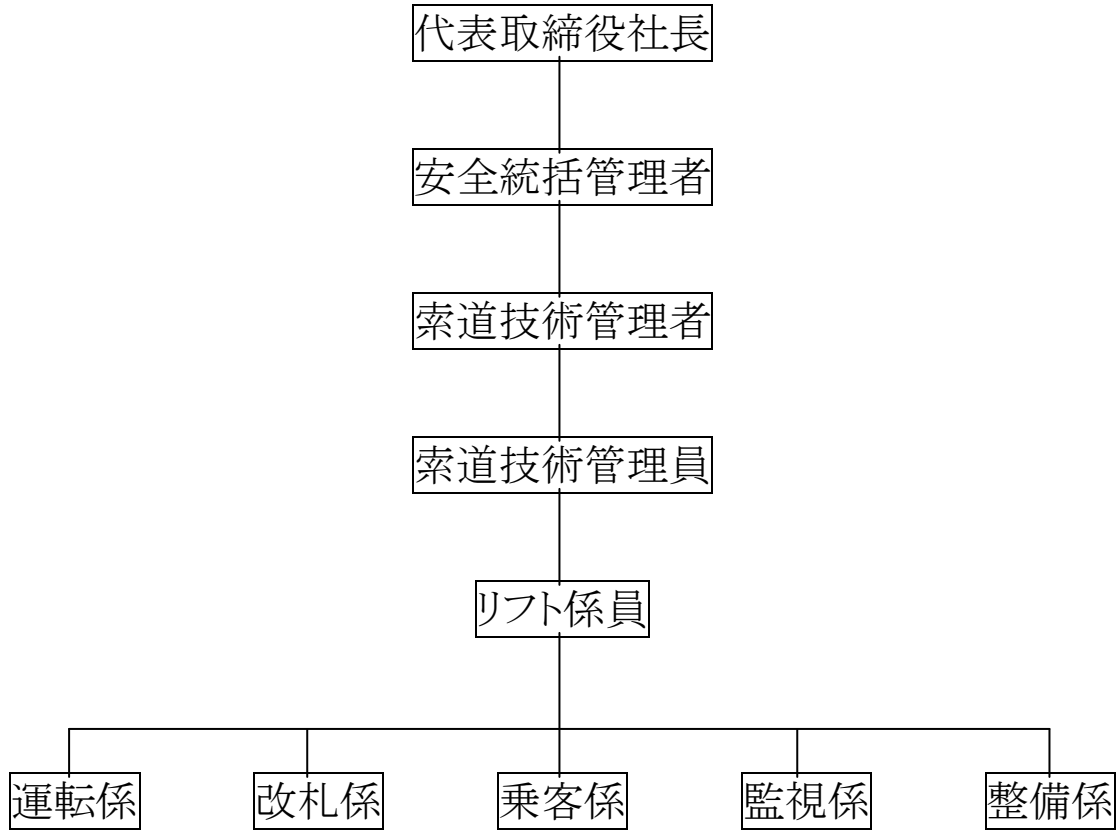 代表取締役社長
安全統括管理者
索道技術管理者
索道技術管理員
リフト係員
運転係
改札係
乗客係
監視係
整備係